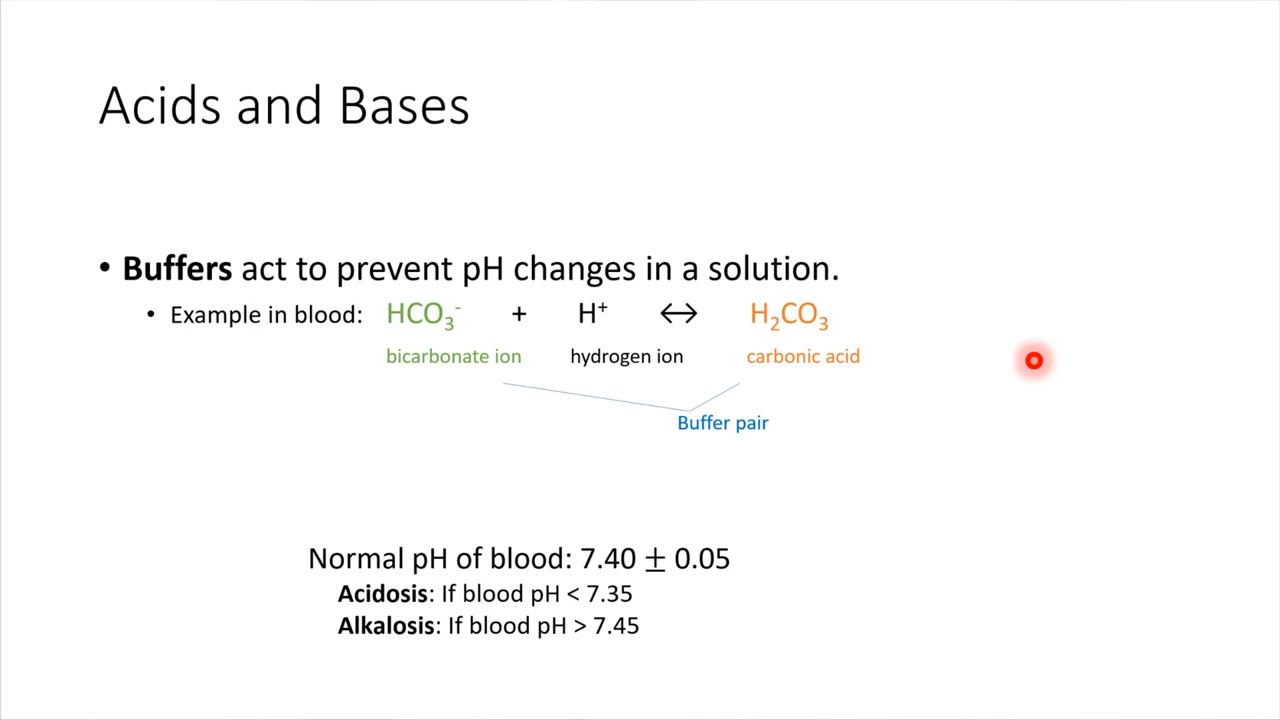 Acids and Bases
• Buffers act to prevent pH changes in a solution.
• Example in blood: HCO₃⁻ + H⁺ ↔ H₂CO₃
bicarbonate ion hydrogen ion carbonic acid
Buffer pair
Normal pH of blood: 7.40 ± 0.05
Acidosis: If blood pH < 7.35
Alkalosis: If blood pH > 7.45